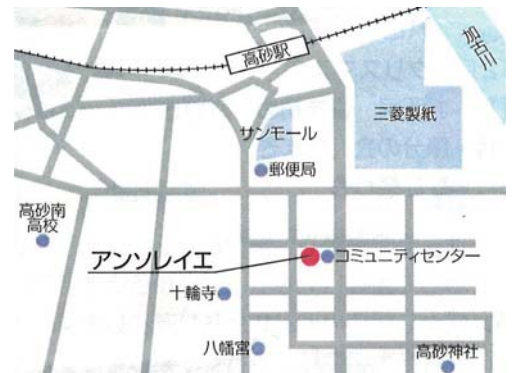 高砂駅
加古川
三菱製紙
サンモール
郵便局
高砂南
高校
アンソレイエ
コミュニティセンター
十輪寺
八幡宮
高砂神社